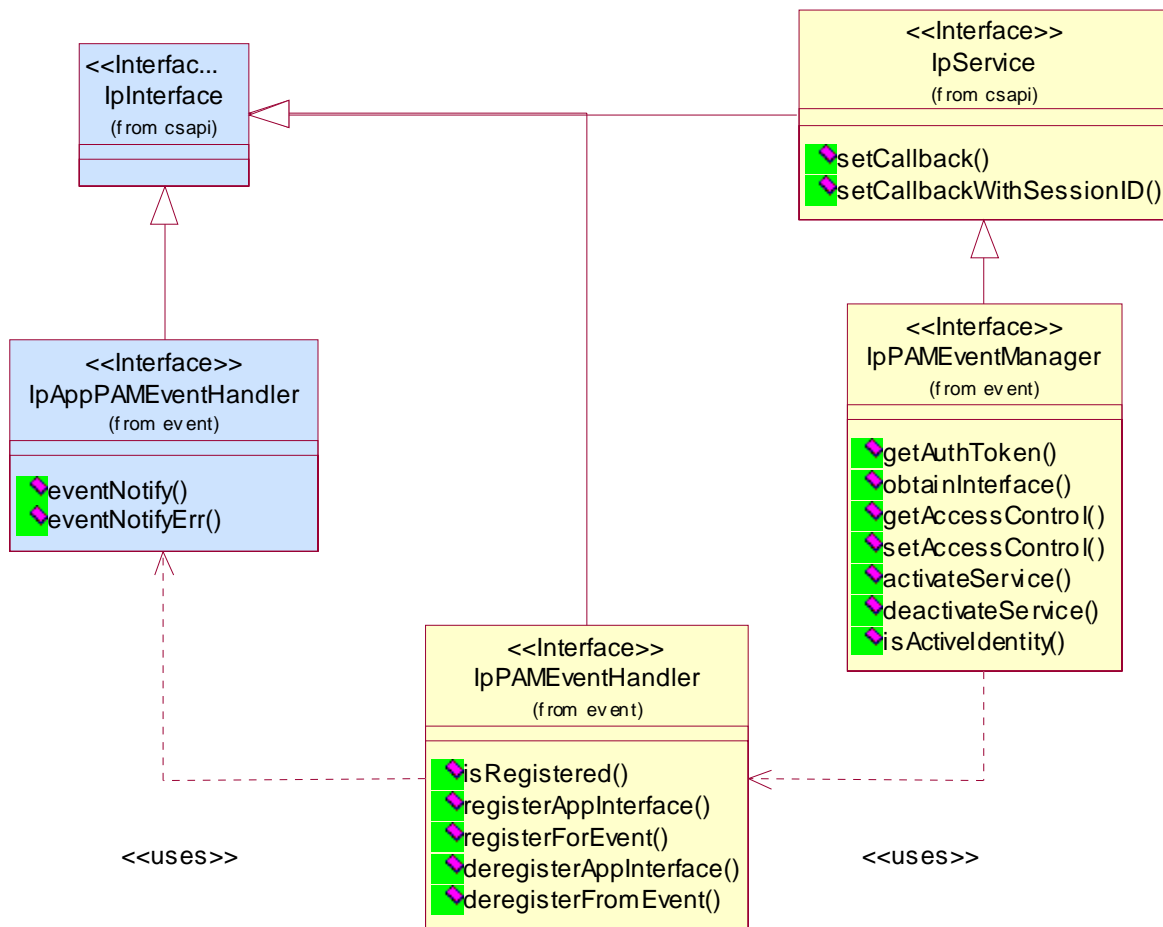 <<Interfac...
IpInterface
(from csapi)
<<Interface>>
IpService
(from csapi)
setCallback()
setCallbackWithSessionID()
<<Interface>>
IpAppPAMEventHandler
(from event)
eventNotify()
eventNotifyErr()
<<Interface>>
IpPAMEventManager
(from event)
getAuthToken()
obtainInterface()
getAccessControl()
setAccessControl()
activateService()
deactivateService()
isActiveIdentity()
<<Interface>>
IpPAMEventHandler
(from event)
isRegistered()
registerAppInterface()
registerForEvent()
deregisterAppInterface()
deregisterFromEvent()
<<uses>>
<<uses>>